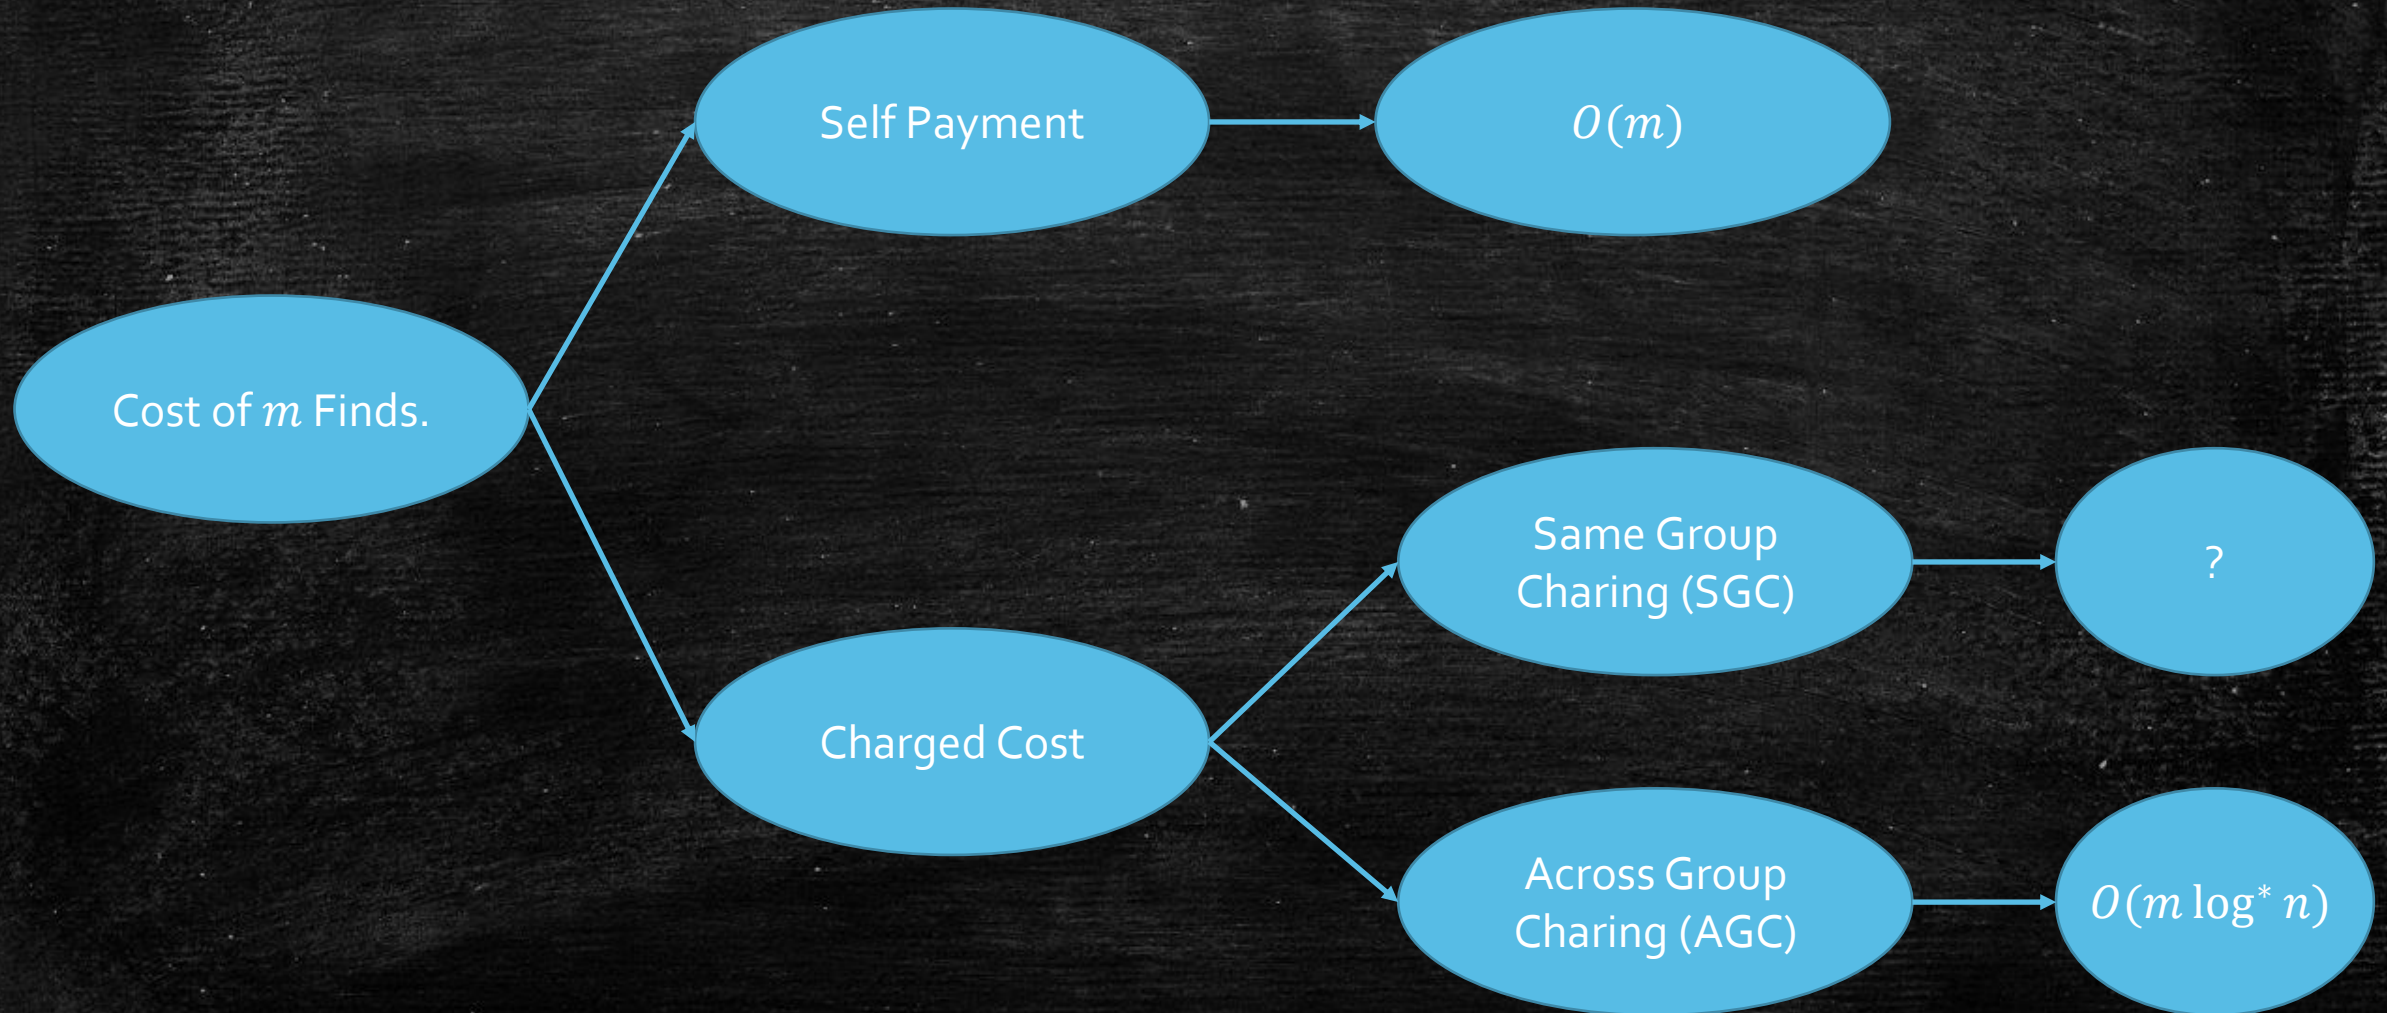 Self Payment
O(m)
Cost of m Finds.
Same Group
Charing (SGC)
?
Charged Cost
Across Group
Charing (AGC)
O(m log* n)